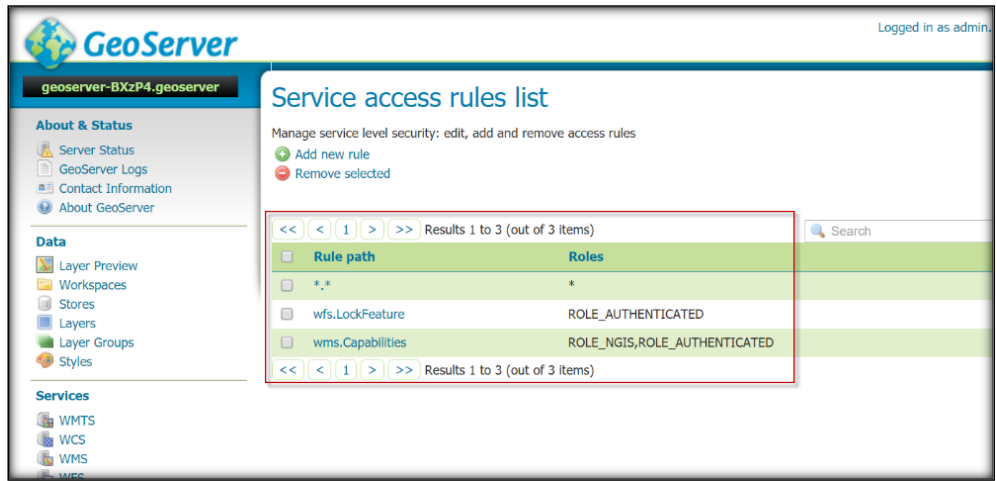 GeoServer
Logged in as admin.
geoserver-BXzP4.geoserver
About & Status
Server Status
GeoServer Logs
Contact Information
About GeoServer
Data
Layer Preview
Workspaces
Stores
Layers
Layer Groups
Styles
Services
WMTS
WCS
WMS
WFS
Service access rules list
Manage service level security: edit, add and remove access rules
Add new rule
Remove selected
<< < 1 > >> Results 1 to 3 (out of 3 items)
Search
Rule path Roles
*.* *
wfs.LockFeature ROLE_AUTHENTICATED
wms.Capabilities ROLE_NGIS,ROLE_AUTHENTICATED
<< < 1 > >> Results 1 to 3 (out of 3 items)